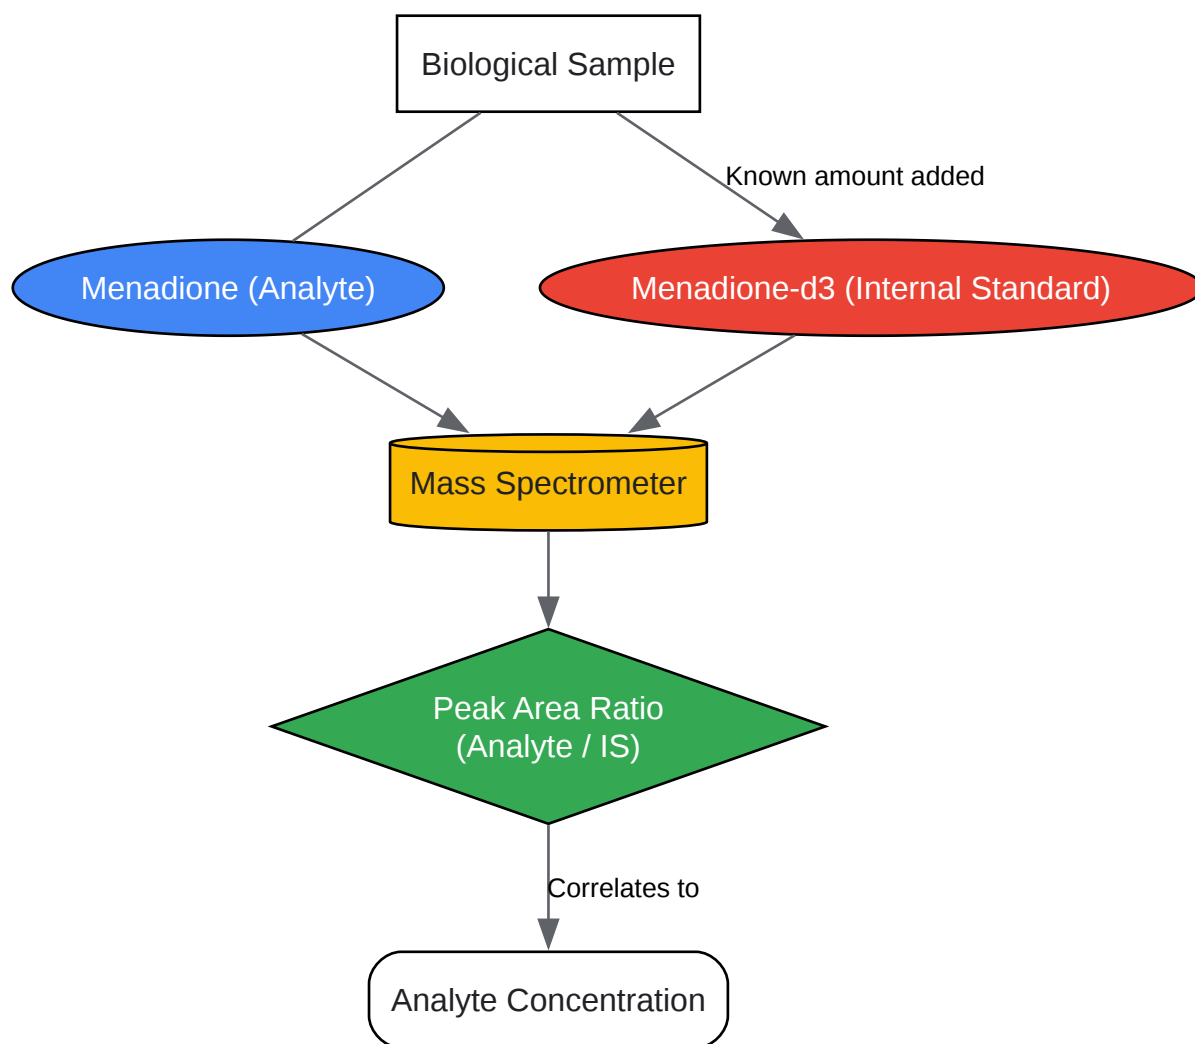 Biological Sample
Known amount added
Menadione (Analyte)
Menadione-d3 (Internal Standard)
Mass Spectrometer
Peak Area Ratio
(Analyte / IS)
Correlates to
Analyte Concentration